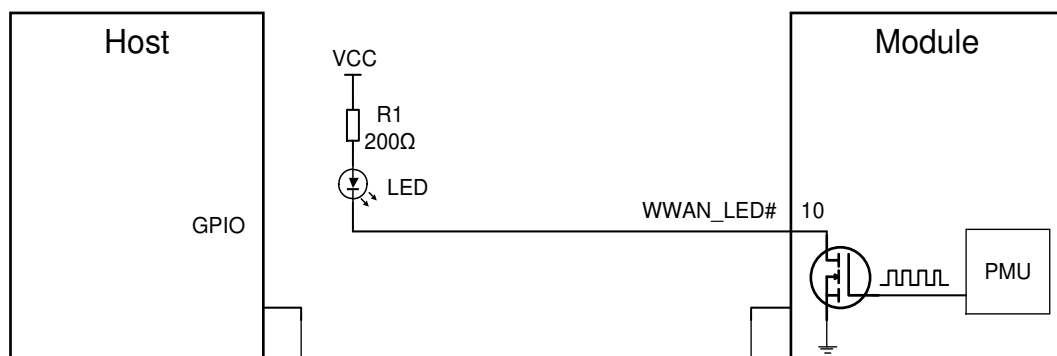 Host
Module
VCC
R1
200Ω
LED
GPIO
WWAN_LED# 10
PMU